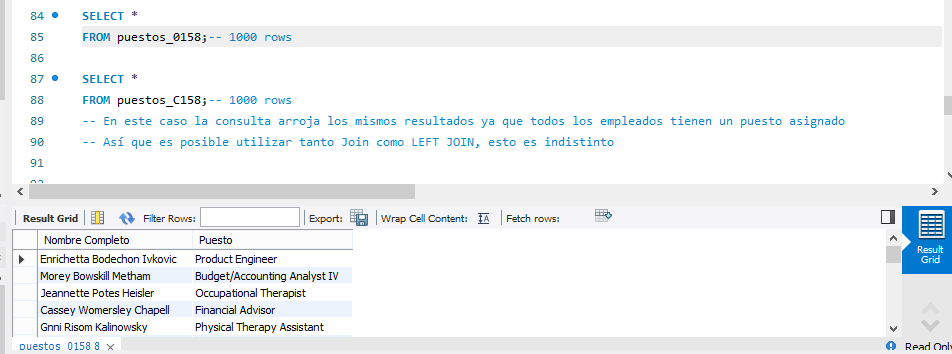 84 SELECT *
85 FROM puestos_0158;-- 1000 rows
86
87 SELECT *
88 FROM puestos_C158;-- 1000 rows
89 -- En este caso la consulta arroja los mismos resultados ya que todos los empleados tienen un puesto asignado
90 -- Así que es posible utilizar tanto Join como LEFT JOIN, esto es indistinto
91
Result Grid Filter Rows: Export: Wrap Cell Content: Fetch rows:
Nombre Completo Puesto
Enrichetta Bodechon Ivkovic Product Engineer
Morey Bowskill Metham Budget/Accounting Analyst IV
Jeannette Potes Heisler Occupational Therapist
Cassey Womersley Chapell Financial Advisor
Gnni Risom Kalinowsky Physical Therapy Assistant
Result
Grid
puestos_0158 8 Read Only